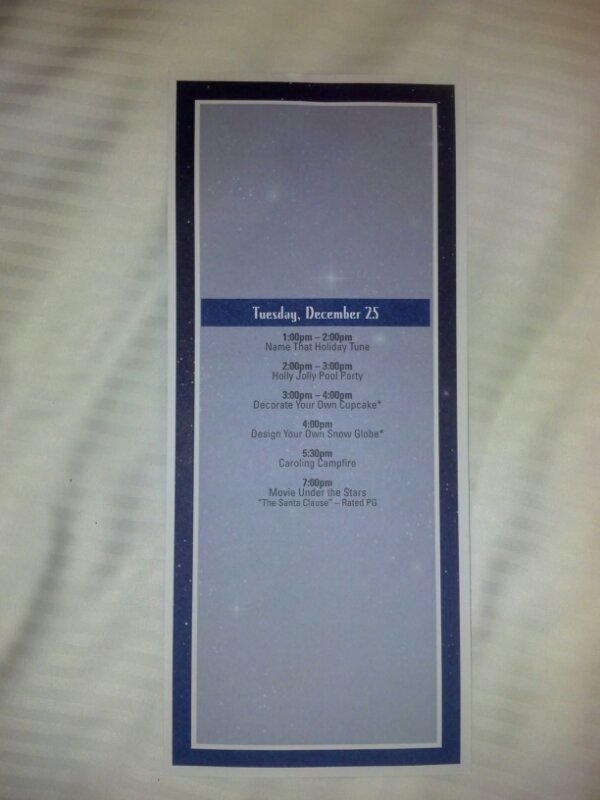 Tuesday, December 25
1:00pm – 2:00pm
Name That Holiday Tune
2:00pm – 3:00pm
Holly Jolly Pool Party
3:00pm – 4:00pm
Decorate Your Own Cupcake*
4:00pm
Design Your Own Snow Globe*
5:30pm
Caroling Campfire
7:00pm
Movie Under the Stars
"The Santa Clause" – Rated PG